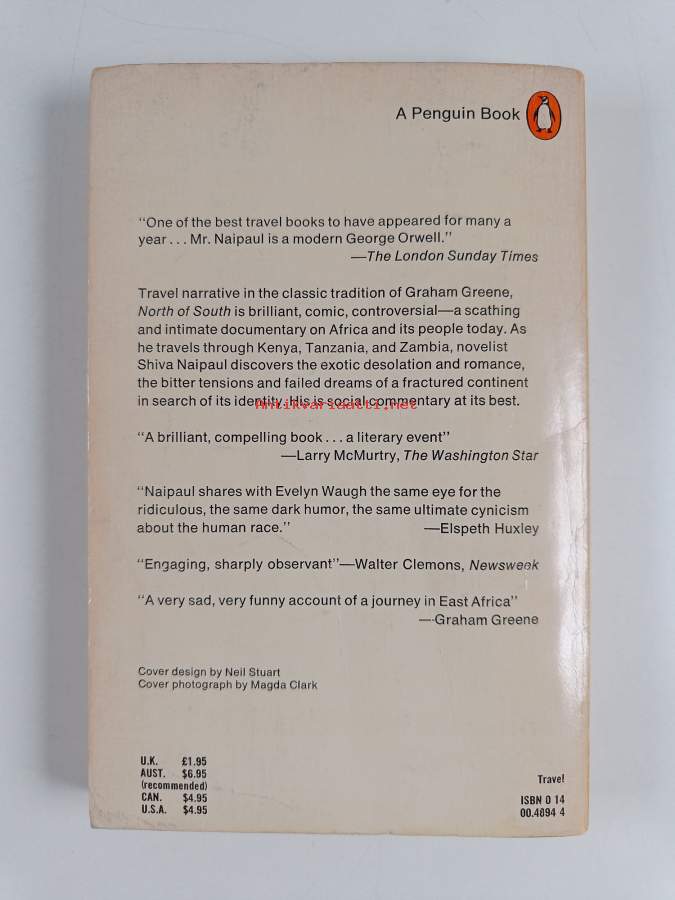 A Penguin Book
“One of the best travel books to have appeared for many a
year . . . Mr. Naipaul is a modern George Orwell.”
—The London Sunday Times
Travel narrative in the classic tradition of Graham Greene,
North of South is brilliant, comic, controversial—a scathing
and intimate documentary on Africa and its people today. As
he travels through Kenya, Tanzania, and Zambia, novelist
Shiva Naipaul discovers the exotic desolation and romance,
the bitter tensions and failed dreams of a fractured continent
in search of its identity. His is social commentary at its best.
Antikvariaatti.net
“A brilliant, compelling book . . . a literary event”
—Larry McMurtry, The Washington Star
“Naipaul shares with Evelyn Waugh the same eye for the
ridiculous, the same dark humor, the same ultimate cynicism
about the human race.” —Elspeth Huxley
“Engaging, sharply observant”—Walter Clemons, Newsweek
“A very sad, very funny account of a journey in East Africa”
—Graham Greene
Cover design by Neil Stuart
Cover photograph by Magda Clark
U.K. £1.95
AUST. $6.95
(recommended)
CAN. $4.95
U.S.A. $4.95
Travel
ISBN 0 14
00.4894 4